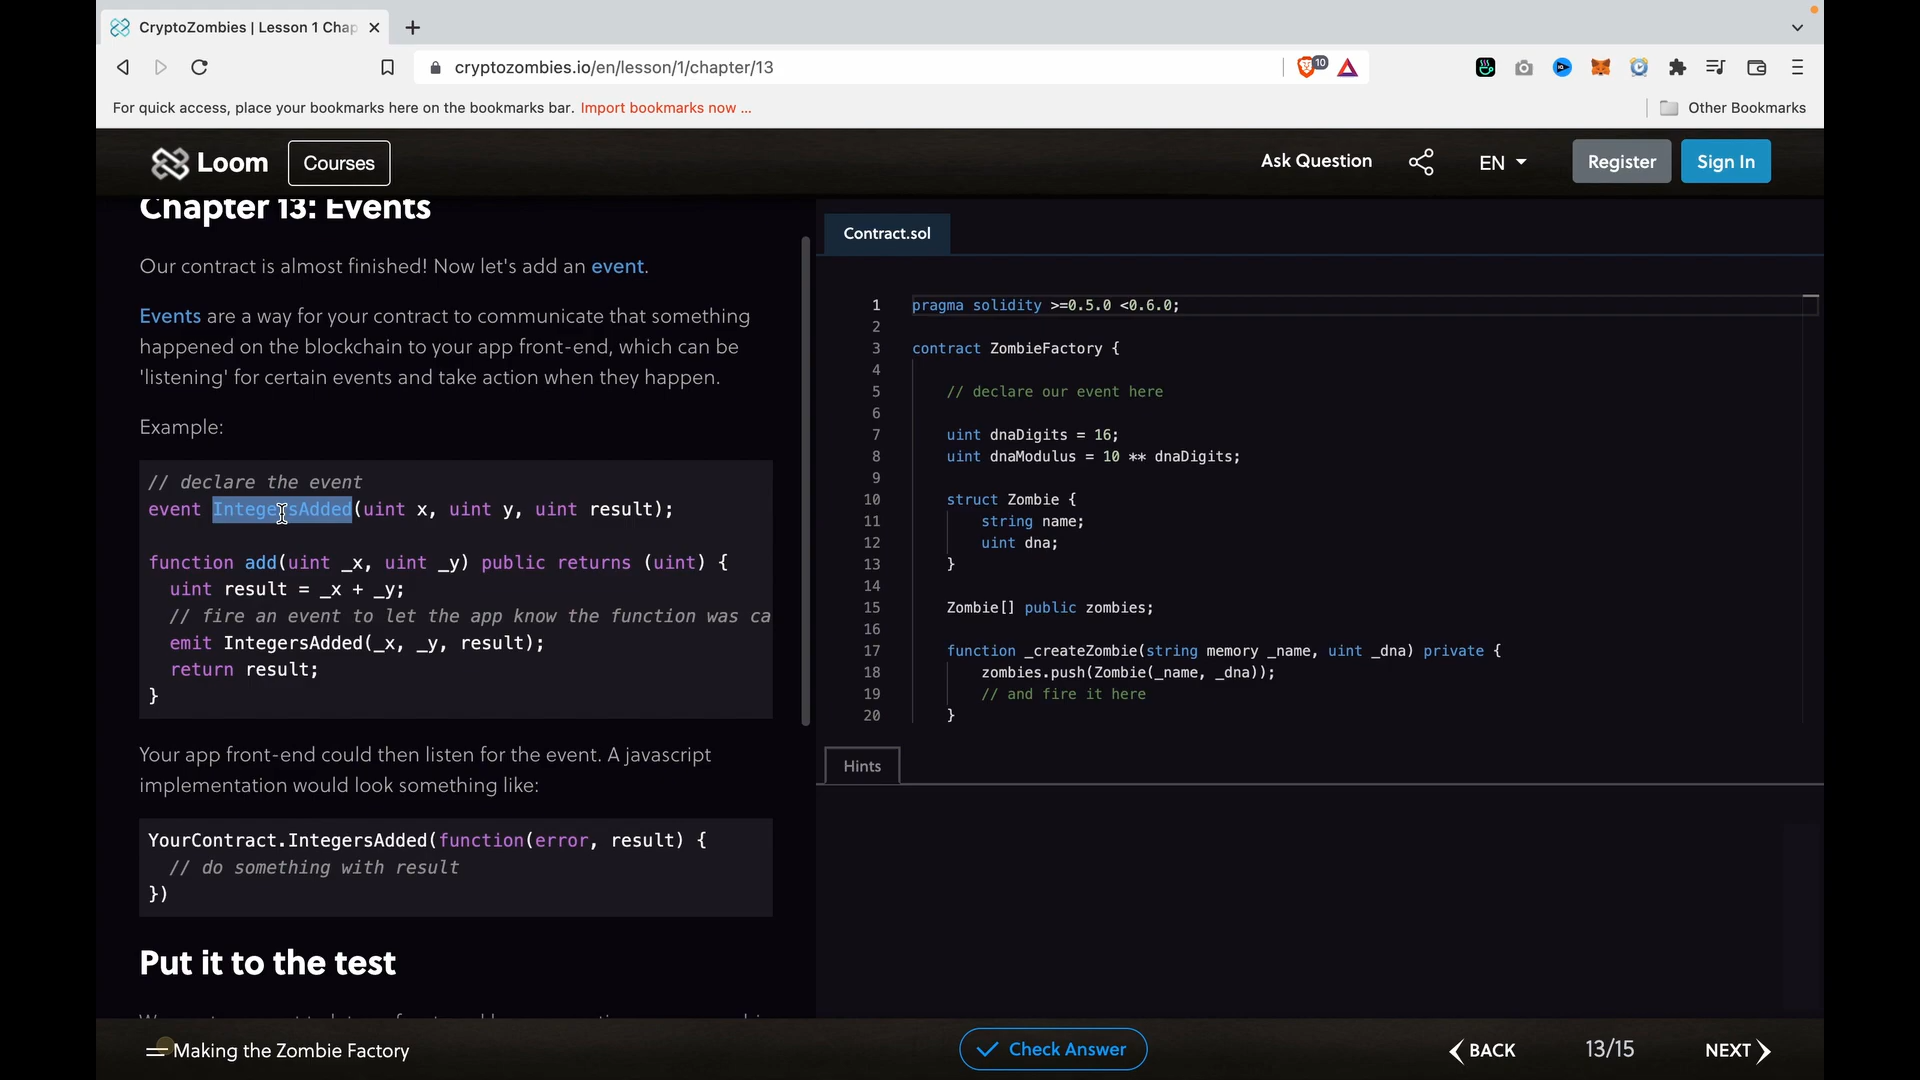 CryptoZombies | Lesson 1 Chap
cryptozombies.io/en/lesson/1/chapter/13
10
For quick access, place your bookmarks here on the bookmarks bar. Import bookmarks now ...
Other Bookmarks
Loom
Courses
Ask Question
EN
Register
Sign In
Chapter 13: Events
Our contract is almost finished! Now let's add an event.
Events are a way for your contract to communicate that something
happened on the blockchain to your app front-end, which can be
'listening' for certain events and take action when they happen.
Example:
// declare the event
event IntegersAdded(uint x, uint y, uint result);
function add(uint _x, uint _y) public returns (uint) {
uint result = _x + _y;
// fire an event to let the app know the function was ca
emit IntegersAdded(_x, _y, result);
return result;
}
Your app front-end could then listen for the event. A javascript
implementation would look something like:
YourContract.IntegersAdded(function(error, result) {
// do something with result
})
Put it to the test
Contract.sol
1 pragma solidity >=0.5.0 <0.6.0;
2
3 contract ZombieFactory {
4
5 // declare our event here
6
7 uint dnaDigits = 16;
8 uint dnaModulus = 10 ** dnaDigits;
9
10 struct Zombie {
11 string name;
12 uint dna;
13 }
14
15 Zombie[] public zombies;
16
17 function _createZombie(string memory _name, uint _dna) private {
18 zombies.push(Zombie(_name, _dna));
19 // and fire it here
20 }
Hints
Making the Zombie Factory
Check Answer
BACK
13/15
NEXT